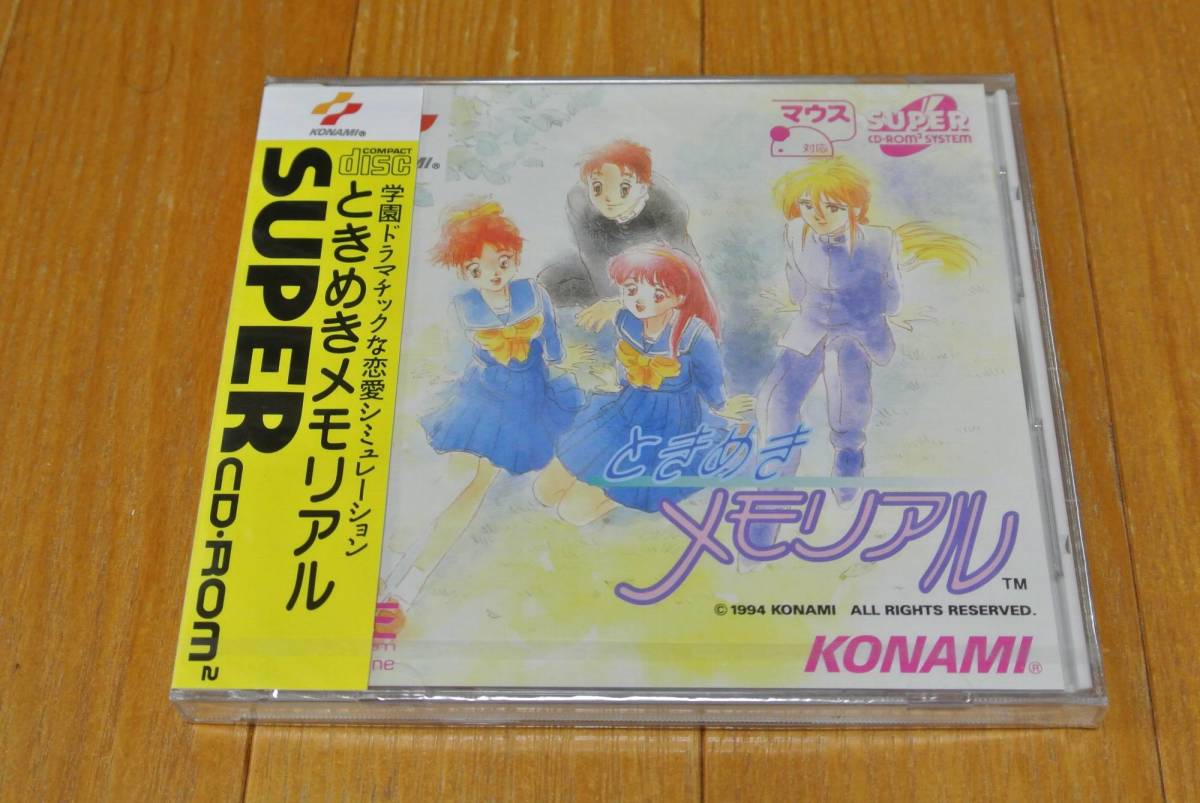 KONAMI®
COMPACT
disc
学園ドラマチックな恋愛シミュレーション
ときめきメモリアル
SUPER CD-ROM²
マウス
対応
SUPER
CD-ROM² SYSTEM
ときめき
メモリアル
TM
© 1994 KONAMI ALL RIGHTS RESERVED.
KONAMI®